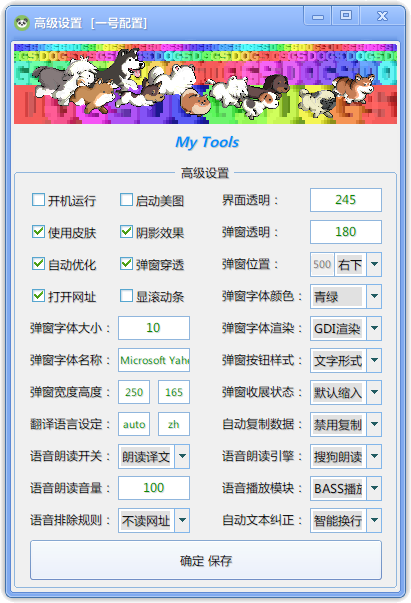 高级设置 [一号配置]
My Tools
高级设置
开机运行 启动美图 界面透明： 245
使用皮肤 阴影效果 弹窗透明： 180
自动优化 弹窗穿透 弹窗位置： 500 右下
打开网址 显滚动条 弹窗字体颜色： 青绿
弹窗字体大小： 10 弹窗字体渲染： GDI渲染
弹窗字体名称： Microsoft Yahe 弹窗按钮样式： 文字形式
弹窗宽度高度： 250 165 弹窗收展状态： 默认缩入
翻译语言设定： auto zh 自动复制数据： 禁用复制
语音朗读开关： 朗读译文 语音朗读引擎： 搜狗朗读
语音朗读音量： 100 语音播放模块： BASS播放
语音排除规则： 不读网址 自动文本纠正： 智能换行
确定 保存